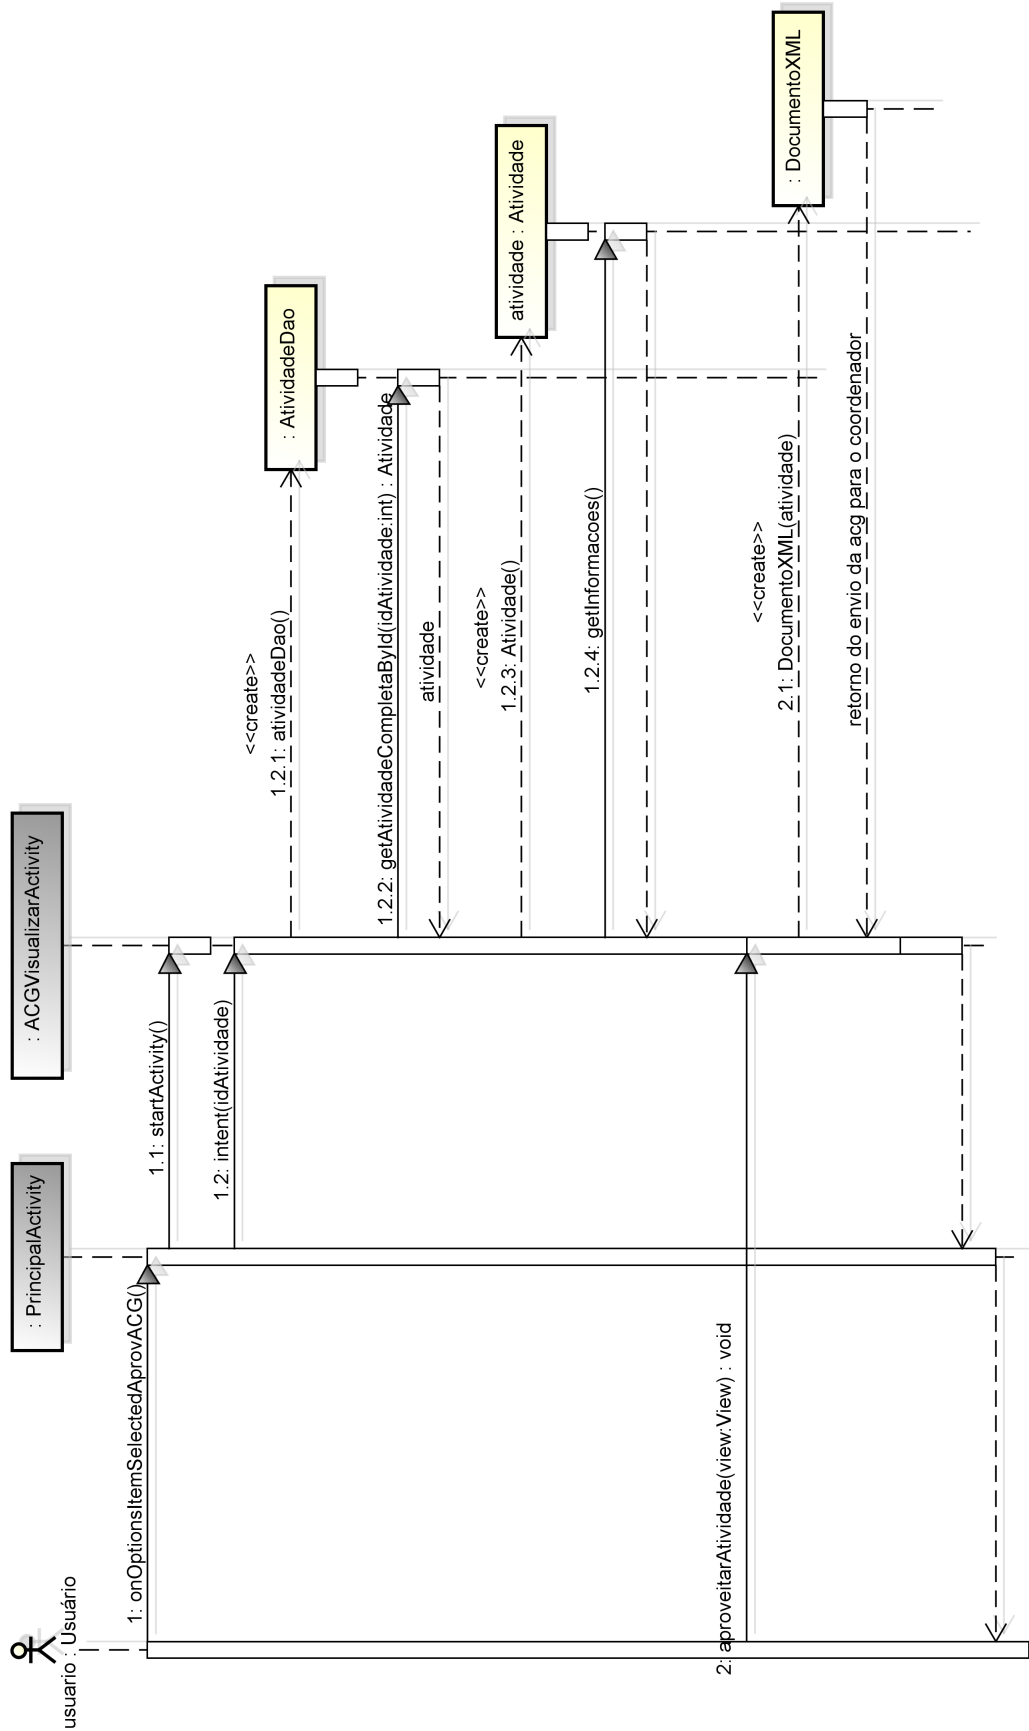 usuario : Usuário
: PrincipalActivity
: ACGVisualizarActivity
: AtividadeDao
atividade : Atividade
: DocumentoXML
1: onOptionsItemSelectedAprovACG()
1.1: startActivity()
1.2: intent(idAtividade)
<<create>>
1.2.1: atividadeDao()
1.2.2: getAtividadeCompletaById(idAtividade:int) : Atividade
atividade
<<create>>
1.2.3: Atividade()
1.2.4: getInformacoes()
2: aproveitarAtividade(view:View) : void
<<create>>
2.1: DocumentoXML(atividade)
retorno do envio da acg para o coordenador